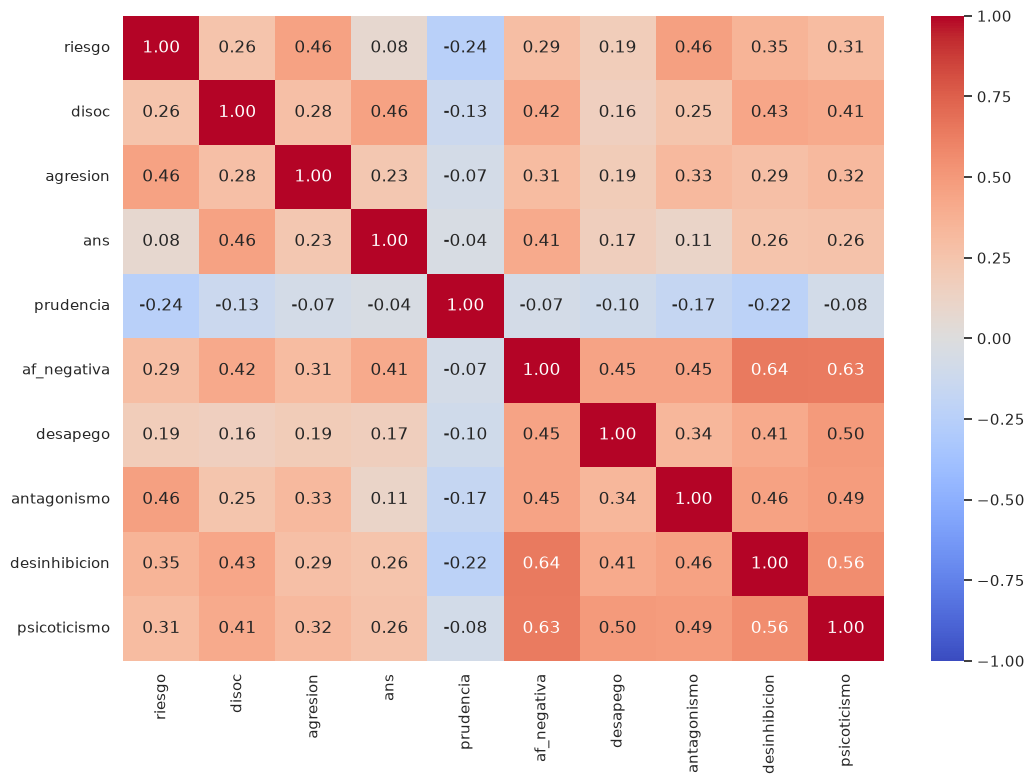 riesgo 1.00 0.26 0.46 0.08 -0.24 0.29 0.19 0.46 0.35 0.31
disoc 0.26 1.00 0.28 0.46 -0.13 0.42 0.16 0.25 0.43 0.41
agresion 0.46 0.28 1.00 0.23 -0.07 0.31 0.19 0.33 0.29 0.32
ans 0.08 0.46 0.23 1.00 -0.04 0.41 0.17 0.11 0.26 0.26
prudencia -0.24 -0.13 -0.07 -0.04 1.00 -0.07 -0.10 -0.17 -0.22 -0.08
af_negativa 0.29 0.42 0.31 0.41 -0.07 1.00 0.45 0.45 0.64 0.63
desapego 0.19 0.16 0.19 0.17 -0.10 0.45 1.00 0.34 0.41 0.50
antagonismo 0.46 0.25 0.33 0.11 -0.17 0.45 0.34 1.00 0.46 0.49
desinhibicion 0.35 0.43 0.29 0.26 -0.22 0.64 0.41 0.46 1.00 0.56
psicoticismo 0.31 0.41 0.32 0.26 -0.08 0.63 0.50 0.49 0.56 1.00
riesgo disoc agresion ans prudencia af_negativa desapego antagonismo desinhibicion psicoticismo
1.00
0.75
0.50
0.25
0.00
−0.25
−0.50
−0.75
−1.00